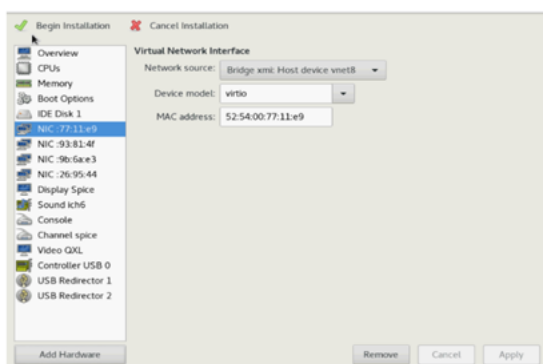 Begin Installation
Cancel Installation
Overview
CPUs
Memory
Boot Options
IDE Disk 1
NIC :77:11:e9
NIC :93:81:4f
NIC :9b:6a:e3
NIC :26:95:44
Display Spice
Sound ich6
Console
Channel spice
Video QXL
Controller USB 0
USB Redirector 1
USB Redirector 2
Add Hardware
Virtual Network Interface
Network source: Bridge xmi: Host device vnet8
Device model: virtio
MAC address: 52:54:00:77:11:e9
Remove
Cancel
Apply